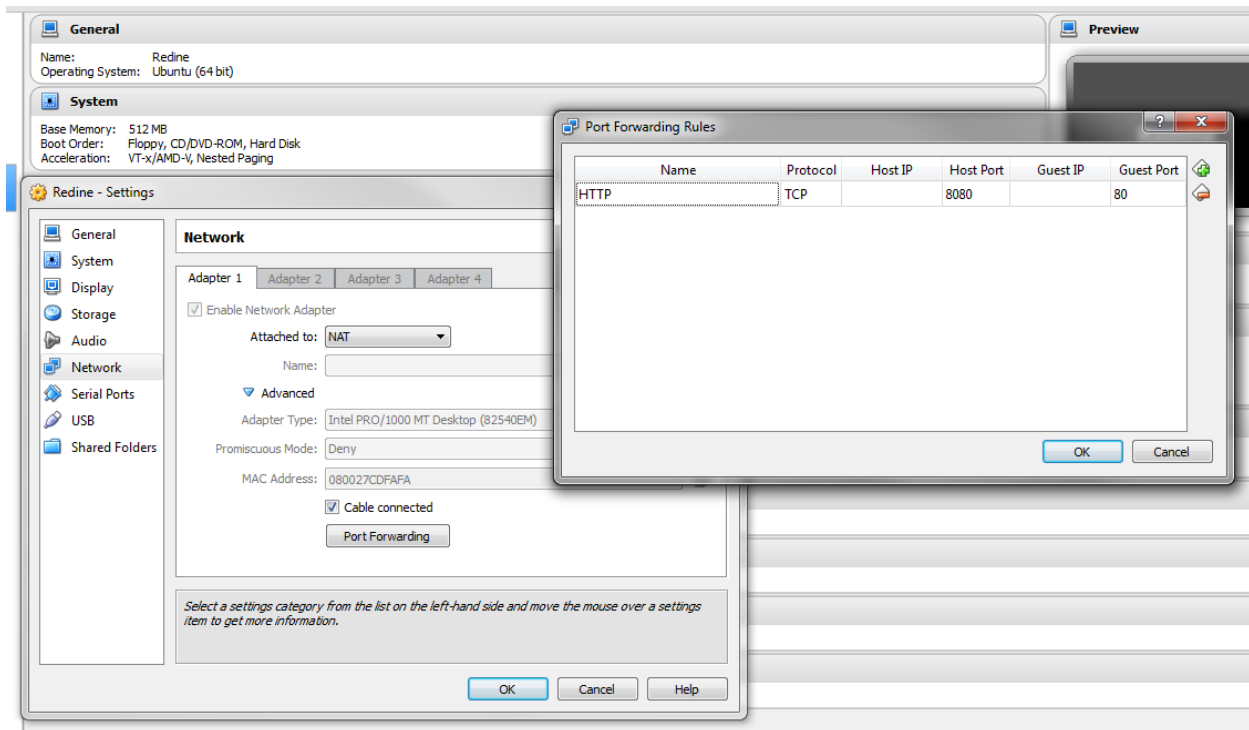 General
Name: Redine
Operating System: Ubuntu (64 bit)
System
Base Memory: 512 MB
Boot Order: Floppy, CD/DVD-ROM, Hard Disk
Acceleration: VT-x/AMD-V, Nested Paging
Preview
Redine - Settings
General
System
Display
Storage
Audio
Network
Serial Ports
USB
Shared Folders
Network
Adapter 1 Adapter 2 Adapter 3 Adapter 4
Enable Network Adapter
Attached to: NAT
Name:
Advanced
Adapter Type: Intel PRO/1000 MT Desktop (82540EM)
Promiscuous Mode: Deny
MAC Address: 080027CDFAFA
Cable connected
Port Forwarding
Select a settings category from the list on the left-hand side and move the mouse over a settings
item to get more information.
OK Cancel Help
Port Forwarding Rules
Name Protocol Host IP Host Port Guest IP Guest Port
HTTP TCP 8080 80
OK Cancel